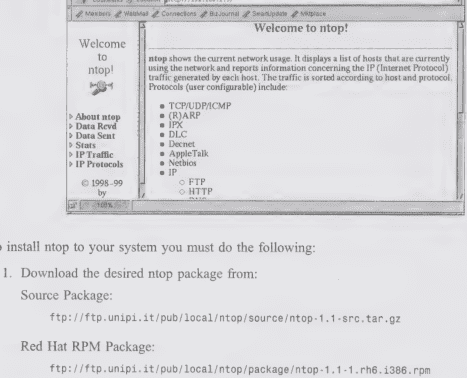 Members WebMail Connections BizJournal SmartUpdate Mktplace
Welcome
to
ntop!
About ntop
Data Rcvd
Data Sent
Stats
IP Traffic
IP Protocols
© 1998-99
by
Welcome to ntop!
ntop shows the current network usage. It displays a list of hosts that are currently
using the network and reports information concerning the IP (Internet Protocol)
traffic generated by each host. The traffic is sorted according to host and protocol.
Protocols (user configurable) include:
TCP/UDP/ICMP
(R)ARP
IPX
DLC
Decnet
AppleTalk
Netbios
IP
FTP
HTTP
100%
install ntop to your system you must do the following:
1. Download the desired ntop package from:
Source Package:
ftp://ftp.unipi.it/pub/local/ntop/source/ntop-1.1-src.tar.gz
Red Hat RPM Package:
ftp://ftp.unipi.it/pub/local/ntop/package/ntop-1.1-1.rh6.i386.rpm